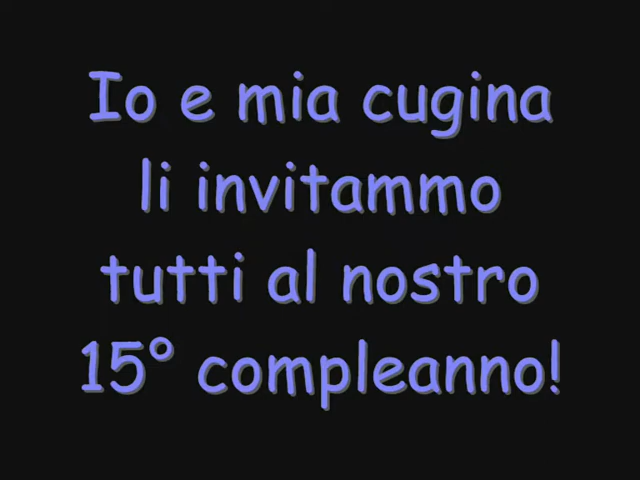 Io e mia cugina
li invitammo
tutti al nostro
15° compleanno!